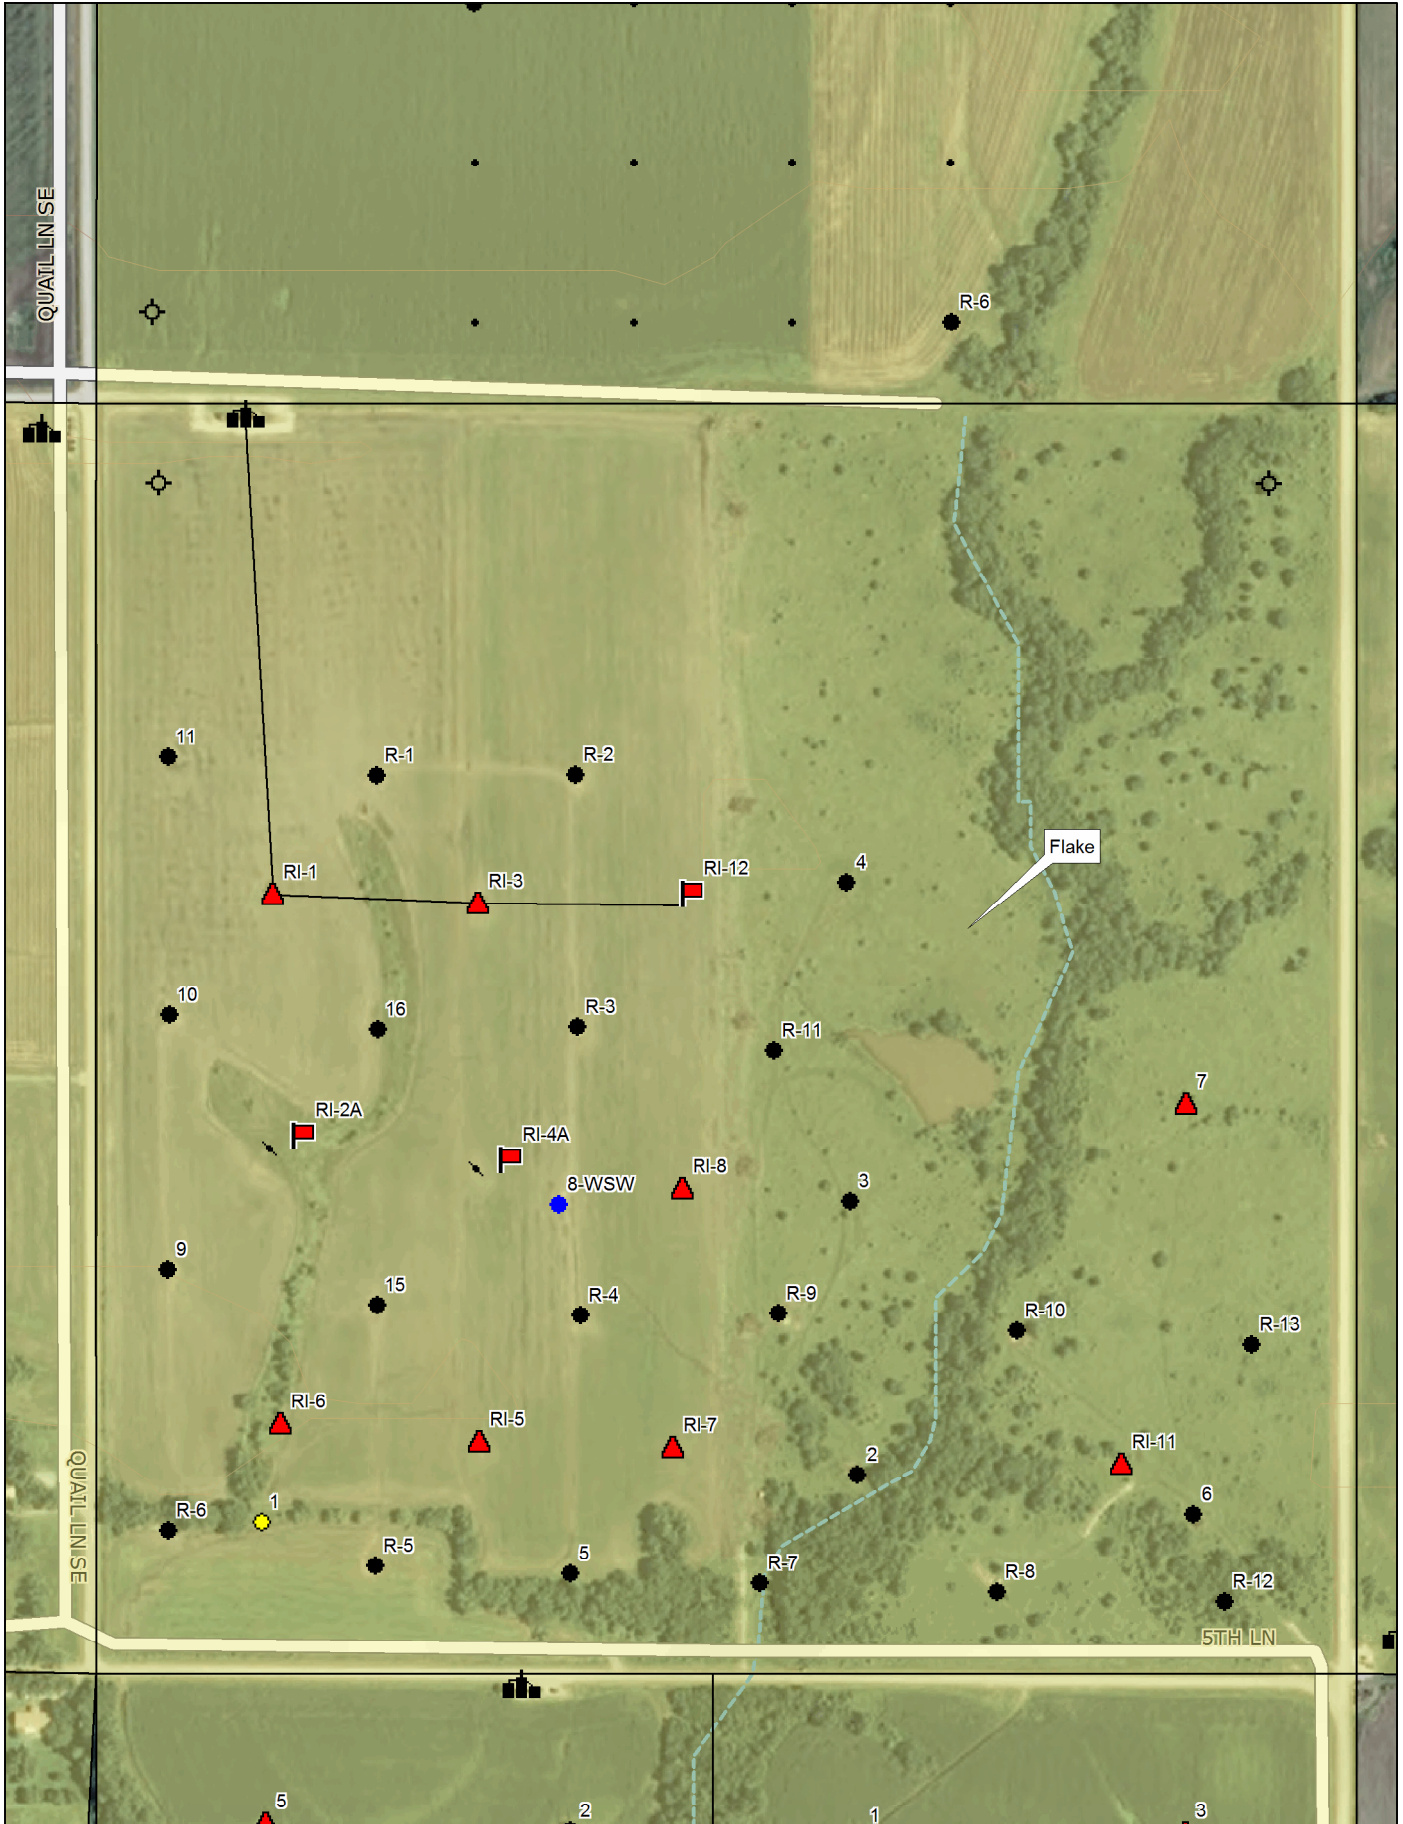 QUAIL LN SE
R-6
11
R-1
R-2
Flake
RI-1
RI-3
RI-12
4
10
16
R-3
R-11
7
RI-2A
RI-4A
RI-8
8-WSW
3
9
15
R-4
R-9
R-10
R-13
RI-6
RI-5
RI-7
RI-11
2
QUAIL LN SE
R-6
1
6
R-5
5
R-7
R-8
R-12
5TH LN
5
2
1
3